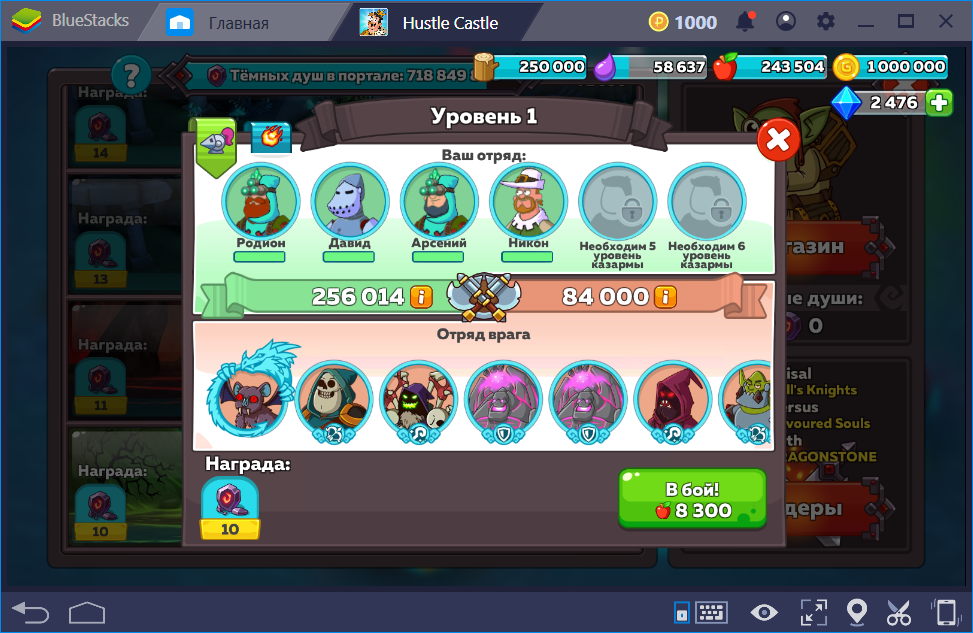 BlueStacks
Главная
Hustle Castle
1000
Тёмных душ в портале: 718 849
250 000
58 637
243 504
1 000 000
2 476
Уровень 1
Ваш отряд:
Родион
Давид
Арсений
Никон
Необходим 5 уровень казармы
Необходим 6 уровень казармы
256 014
84 000
Отряд врага
Награда:
10
В бой!
8 300
Награда:
14
Награда:
13
Награда:
11
Награда:
10
газин
е души:
0
isal
ll's Knights
ersus
voured Souls
th
AGONSTONE
деры